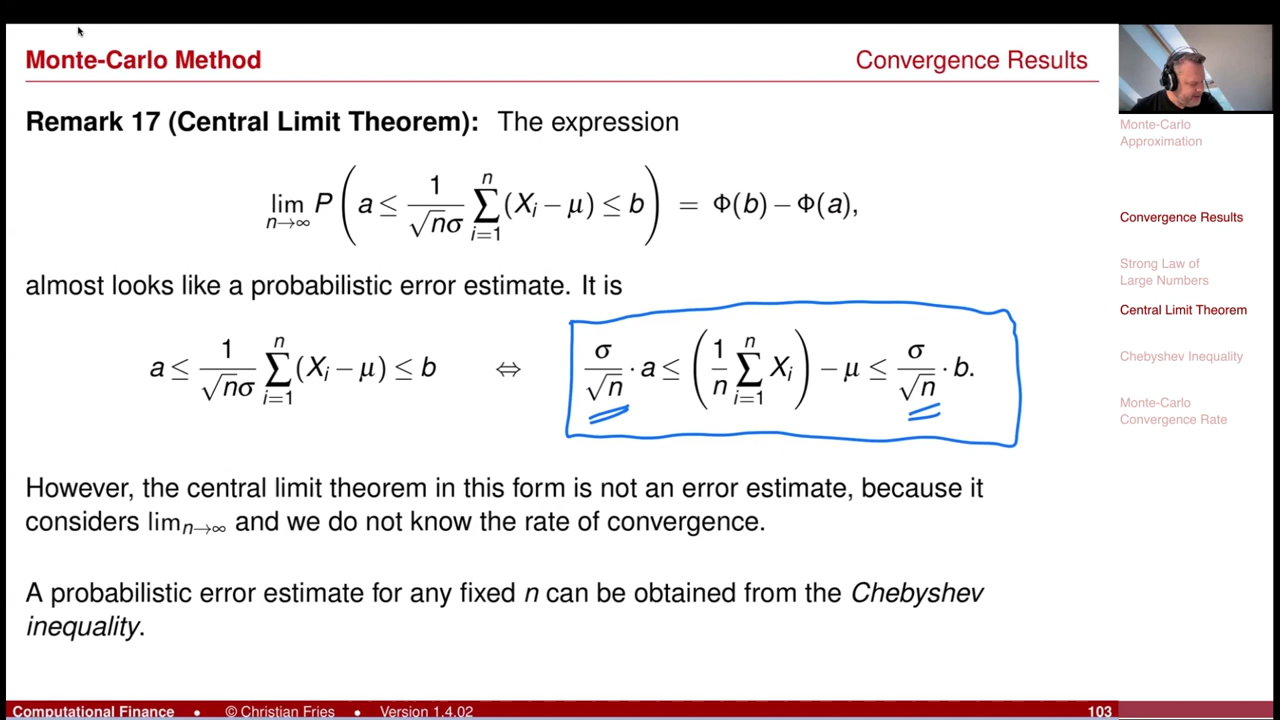 Monte-Carlo Method
Convergence Results
Remark 17 (Central Limit Theorem): The expression
lim n→∞ P( a ≤ 1/(√nσ) ∑_{i=1}^{n} (X_i − μ) ≤ b ) = Φ(b) − Φ(a),
almost looks like a probabilistic error estimate. It is
a ≤ 1/(√nσ) ∑_{i=1}^{n} (X_i − μ) ≤ b ⇔ σ/√n · a ≤ ( 1/n ∑_{i=1}^{n} X_i ) − μ ≤ σ/√n · b.
However, the central limit theorem in this form is not an error estimate, because it
considers lim_{n→∞} and we do not know the rate of convergence.
A probabilistic error estimate for any fixed n can be obtained from the Chebyshev
inequality.
Monte-Carlo
Approximation
Convergence Results
Strong Law of
Large Numbers
Central Limit Theorem
Chebyshev Inequality
Monte-Carlo
Convergence Rate
Computational Finance • © Christian Fries • Version 1.4.02
103